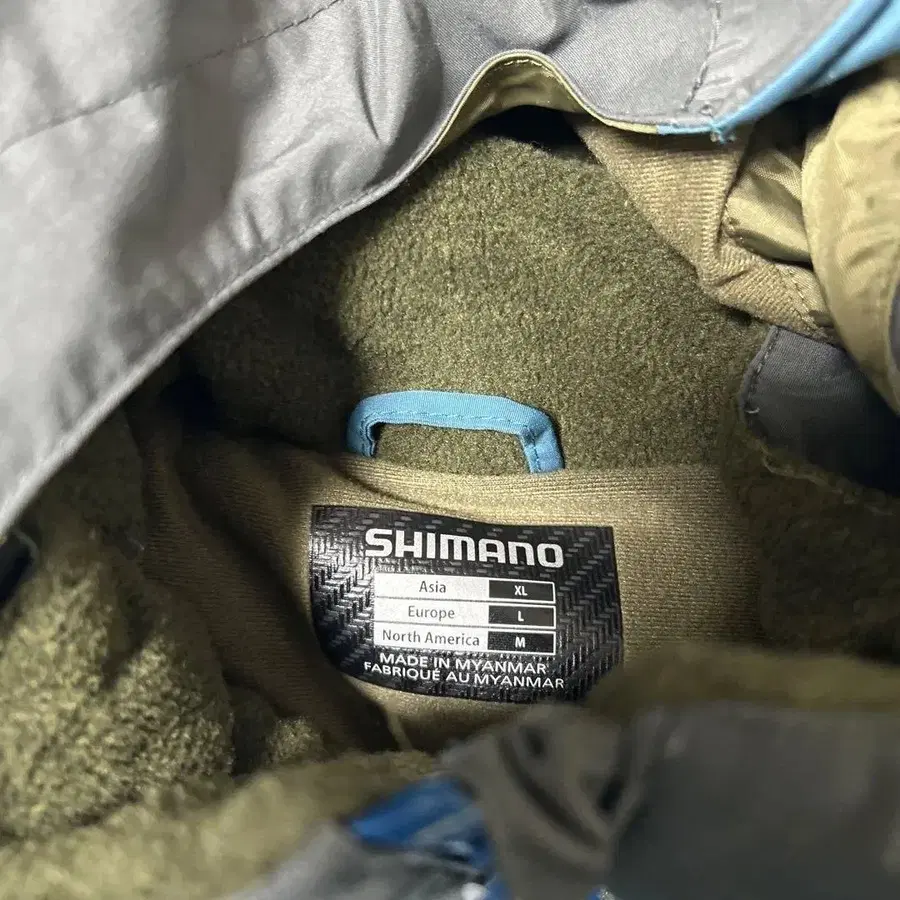 SHIMANO
Asia XL
Europe L
North America M
MADE IN MYANMAR
FABRIQUÉ AU MYANMAR